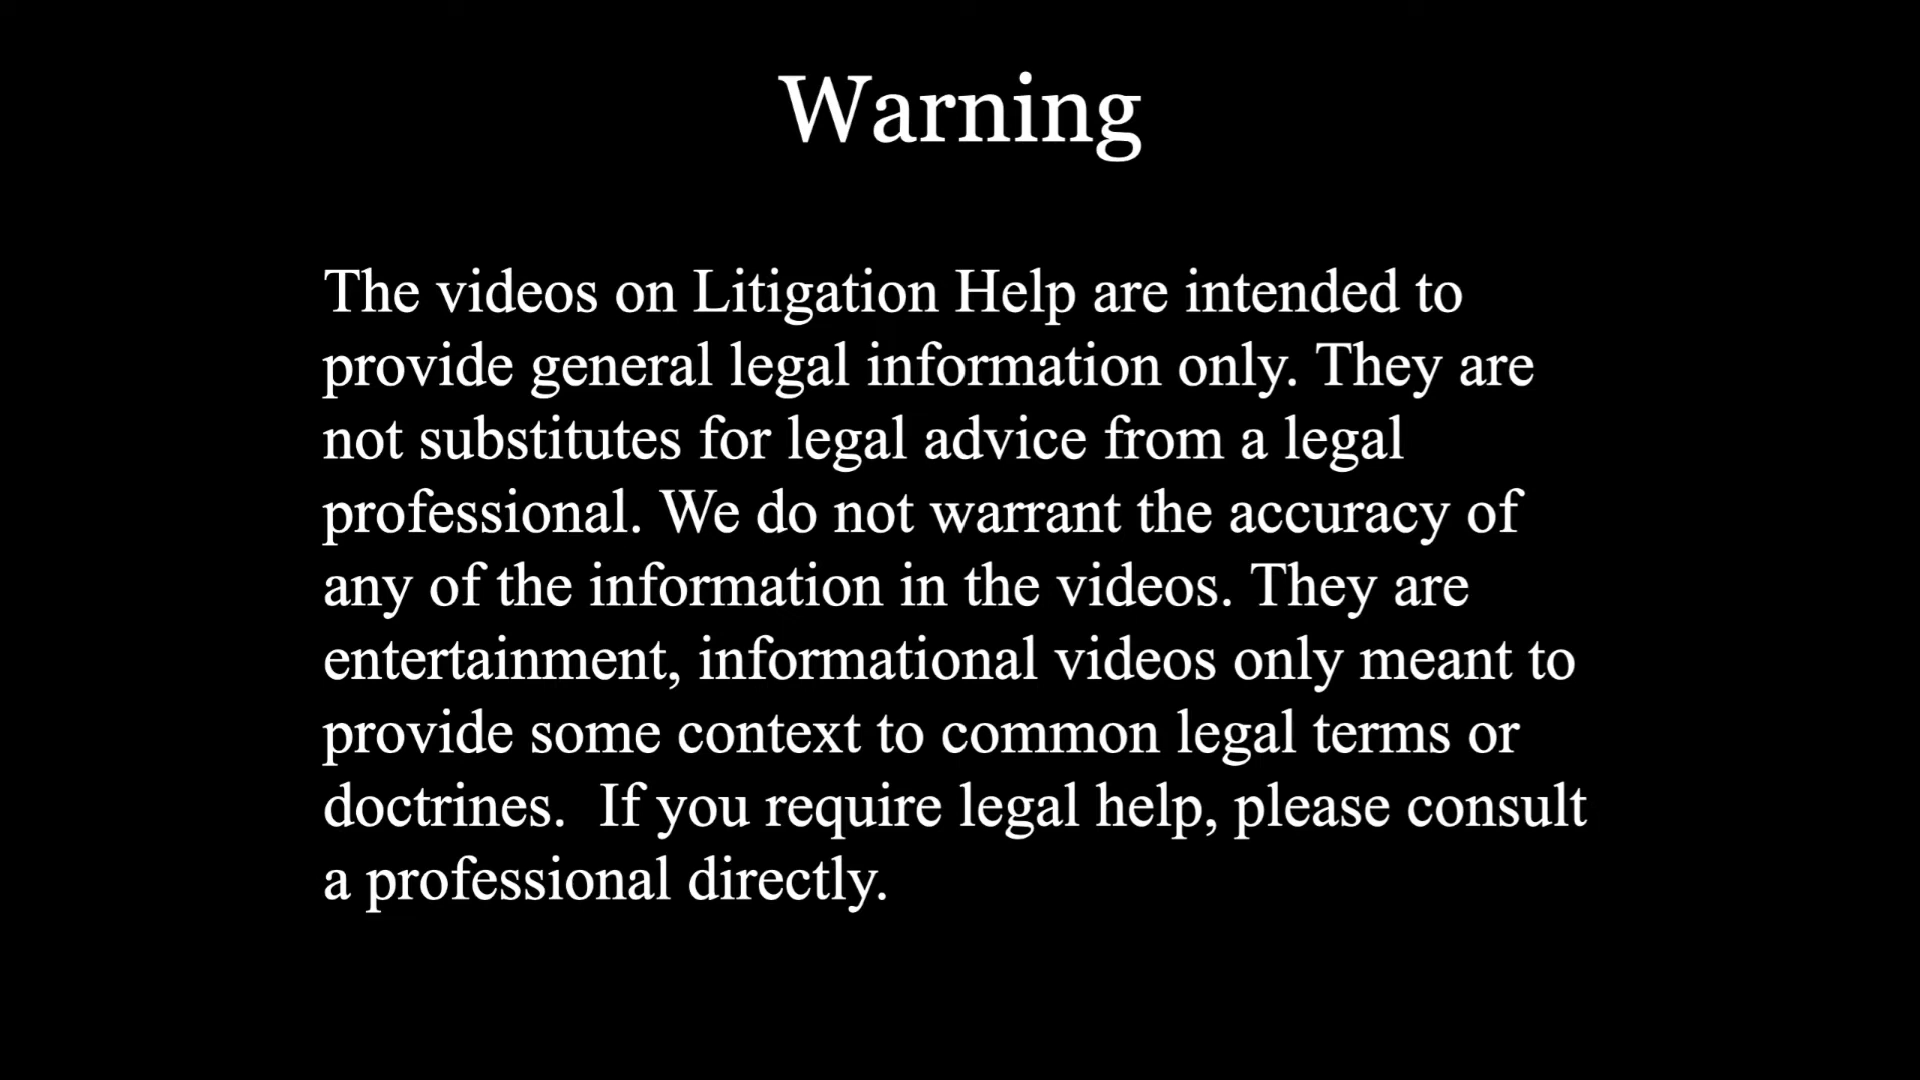 Warning
The videos on Litigation Help are intended to
provide general legal information only. They are
not substitutes for legal advice from a legal
professional. We do not warrant the accuracy of
any of the information in the videos. They are
entertainment, informational videos only meant to
provide some context to common legal terms or
doctrines.  If you require legal help, please consult
a professional directly.